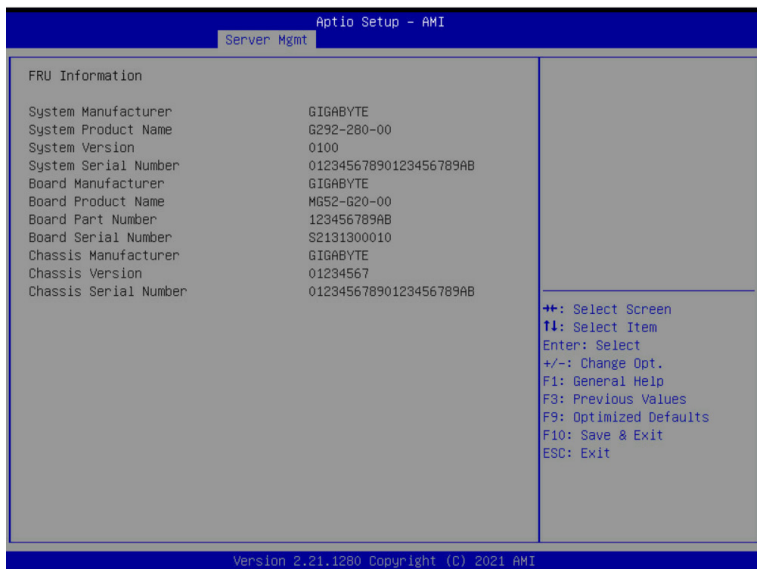 Aptio Setup – AMI
Server Mgmt
FRU Information
System Manufacturer GIGABYTE
System Product Name G292-280-00
System Version 0100
System Serial Number 01234567890123456789AB
Board Manufacturer GIGABYTE
Board Product Name MG52-G20-00
Board Part Number 123456789AB
Board Serial Number S2131300010
Chassis Manufacturer GIGABYTE
Chassis Version 01234567
Chassis Serial Number 01234567890123456789AB
→←: Select Screen
↑↓: Select Item
Enter: Select
+/-: Change Opt.
F1: General Help
F3: Previous Values
F9: Optimized Defaults
F10: Save & Exit
ESC: Exit
Version 2.21.1280 Copyright (C) 2021 AMI